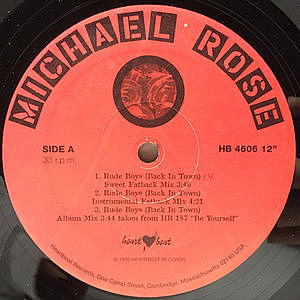 MICHAEL ROSE
SIDE A
33 r.p.m.
HB 4606 12"
1. Rude Boys (Back In Town)
Sweet Fatback Mix 3:46
2. Rude Boys (Back In Town)
Instrumental Fatback Mix 4:21
3, Rude Boys (Back In Town)
Album Mix 3:44 taken from HB 187 "Be Yourself"
heart beat
HEARTBEAT RECORDS
Heartbeat Records, One Camp Street, Cambridge, Massachusetts 02140 USA